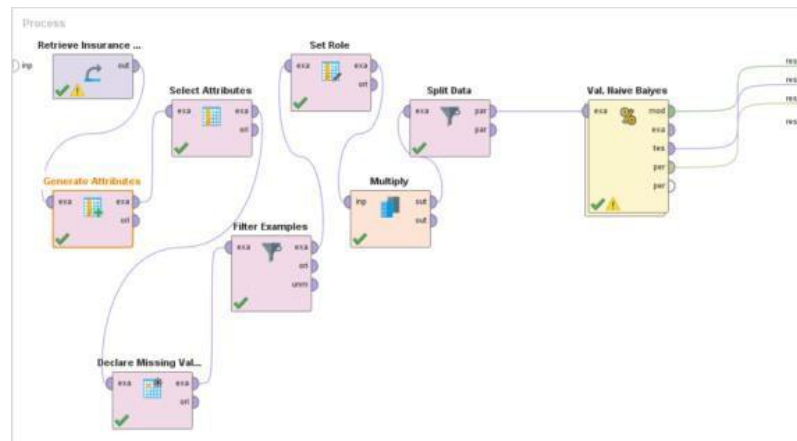 Process
Retrieve Insurance ...
inp
out
Set Role
exa
exa
ori
Select Attributes
exa
exa
ori
Split Data
exa
par
par
Val. Naive Baiyes
exa
mod
exa
tes
per
per
res
res
res
res
Generate Attributes
exa
exa
ori
Multiply
inp
out
out
Filter Examples
exa
exa
ori
unm
Declare Missing Val...
exa
exa
ori